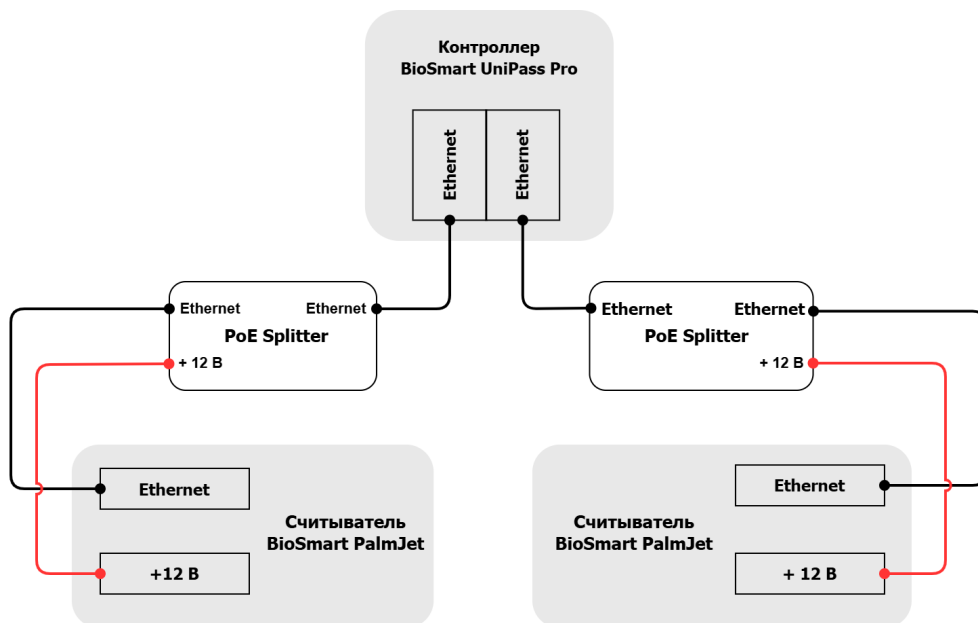 Контроллер
BioSmart UniPass Pro
Ethernet
Ethernet
Ethernet
Ethernet
PoE Splitter
+ 12 В
Ethernet
Ethernet
PoE Splitter
+ 12 В
Ethernet
Считыватель
BioSmart PalmJet
+12 В
Ethernet
Считыватель
BioSmart PalmJet
+ 12 В